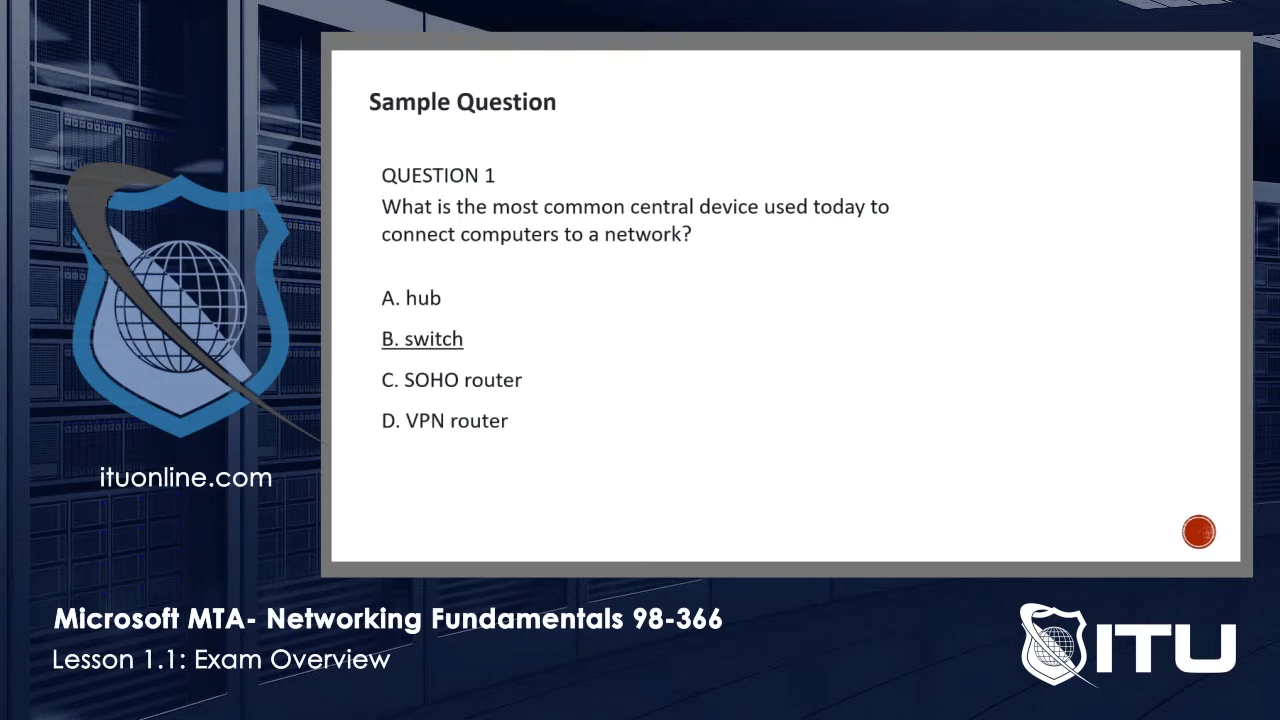 Sample Question
QUESTION 1
What is the most common central device used today to
connect computers to a network?
A. hub
B. switch
C. SOHO router
D. VPN router
ituonline.com
Microsoft MTA- Networking Fundamentals 98-366
Lesson 1.1: Exam Overview
ITU